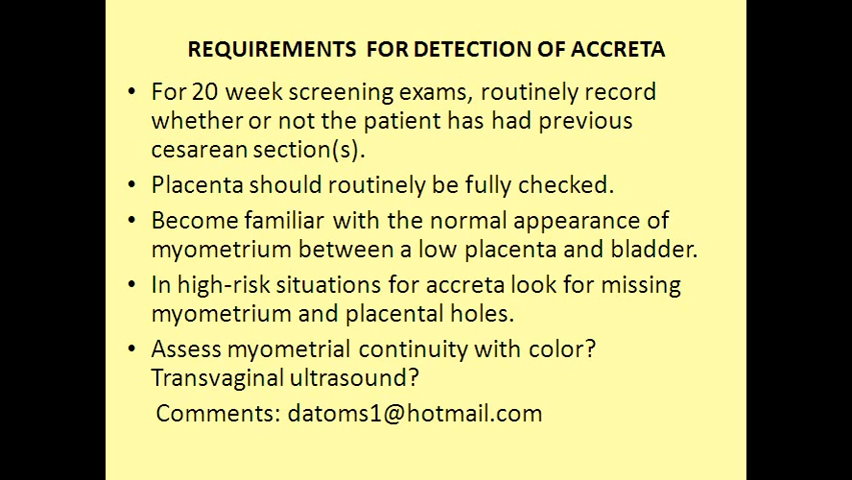 REQUIREMENTS FOR DETECTION OF ACCRETA
• For 20 week screening exams, routinely record
whether or not the patient has had previous
cesarean section(s).
• Placenta should routinely be fully checked.
• Become familiar with the normal appearance of
myometrium between a low placenta and bladder.
• In high-risk situations for accreta look for missing
myometrium and placental holes.
• Assess myometrial continuity with color?
Transvaginal ultrasound?
Comments: datoms1@hotmail.com